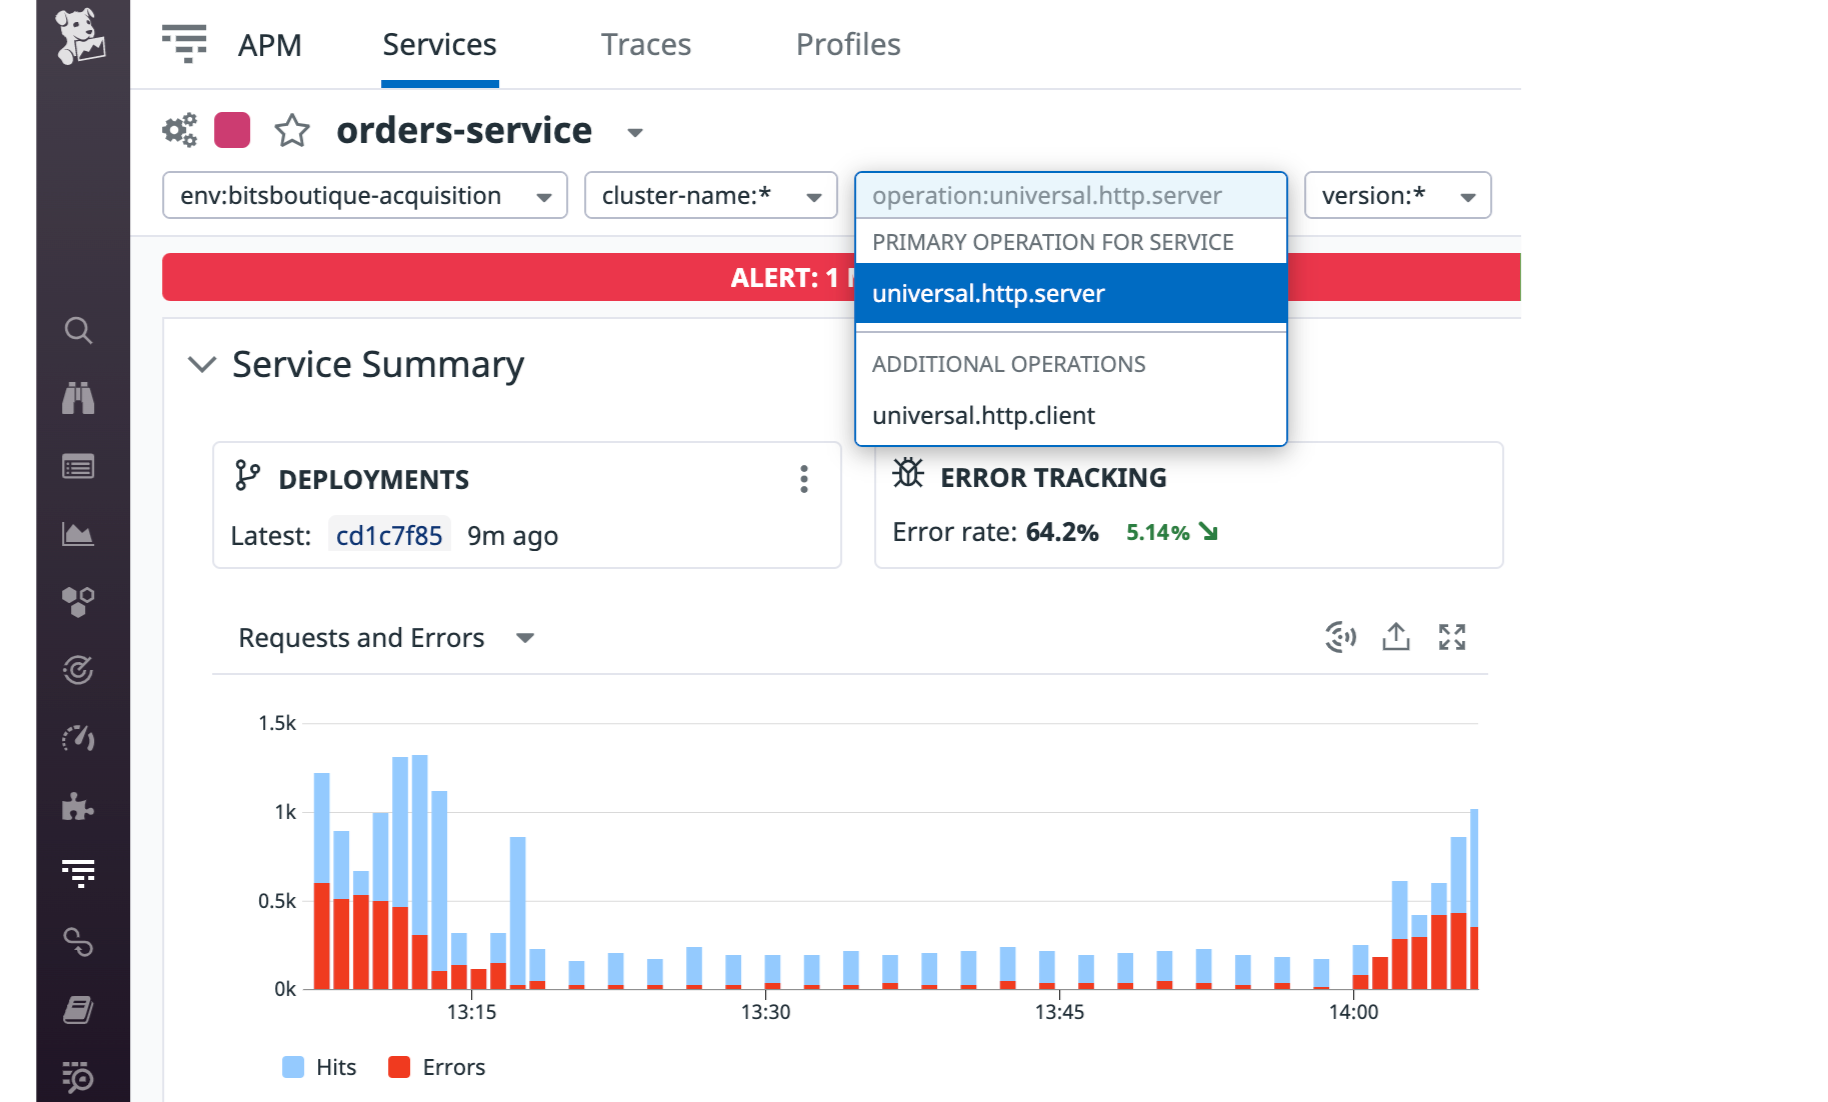 APM
Services
Traces
Profiles
orders-service
env:bitsboutique-acquisition
cluster-name:*
operation:universal.http.server
version:*
PRIMARY OPERATION FOR SERVICE
ALERT: 1
universal.http.server
Service Summary
ADDITIONAL OPERATIONS
universal.http.client
DEPLOYMENTS
Latest: cd1c7f85 9m ago
ERROR TRACKING
Error rate: 64.2% 5.14%
Requests and Errors
1.5k
1k
0.5k
0k
13:15
13:30
13:45
14:00
Hits
Errors